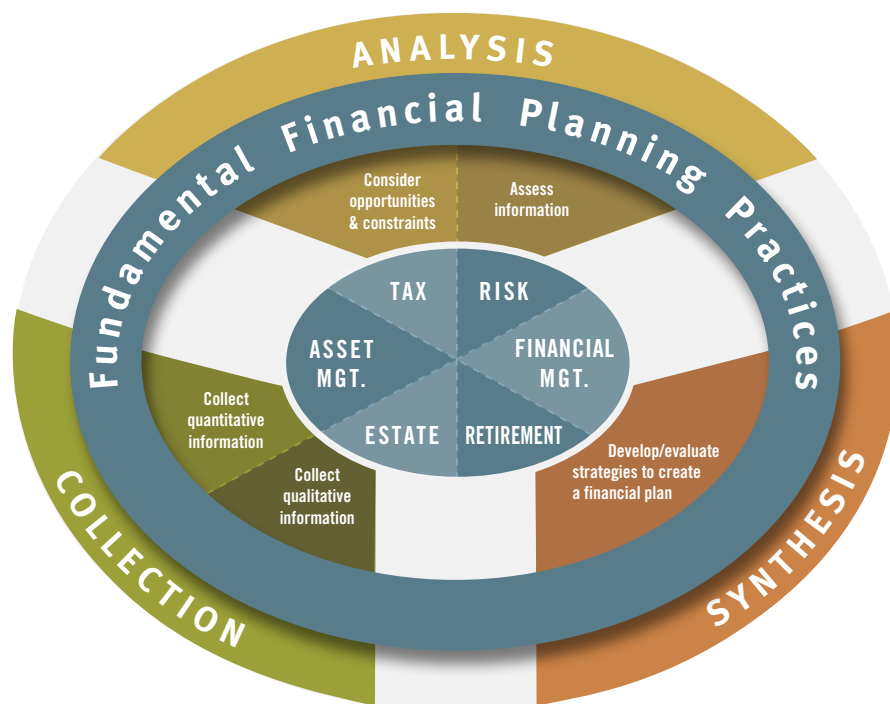 ANALYSIS
Fundamental Financial Planning Practices
Consider
opportunities
& constraints
Assess
information
TAX
RISK
ASSET
MGT.
FINANCIAL
MGT.
ESTATE
RETIREMENT
Collect
quantitative
information
Collect
qualitative
information
Develop/evaluate
strategies to create
a financial plan
COLLECTION
SYNTHESIS